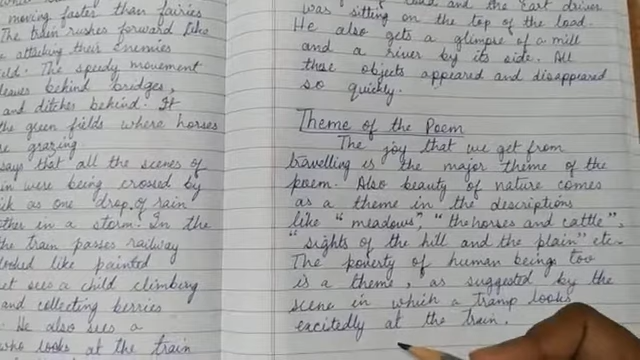 moving faster than fairies
The train rushes forward like
attacking their enemies
The speedy movement
leaves behind bridges,
and ditches behind. It
the green fields where horses
grazing
says that all the scenes of
were being crossed by
as one drop of rain
in a storm. In the
the train passes railway
looked like painted
sees a child climbing
and collecting berries
He also sees a
who looks at the train
and the cart driver
was sitting on the top of the load.
He also gets a glimpse of a mill
and a river by its side. All
these objects appeared and disappeared
so quickly.
Theme of the Poem
The joy that we get from
travelling is the major theme of the
poem. Also beauty of nature comes
as a theme in the descriptions
like "meadows" "the horses and cattle",
"sights of the hill and the plain" etc.
The poverty of human beings too
is a theme, as suggested by the
scene in which a tramp looks
excitedly at the train.